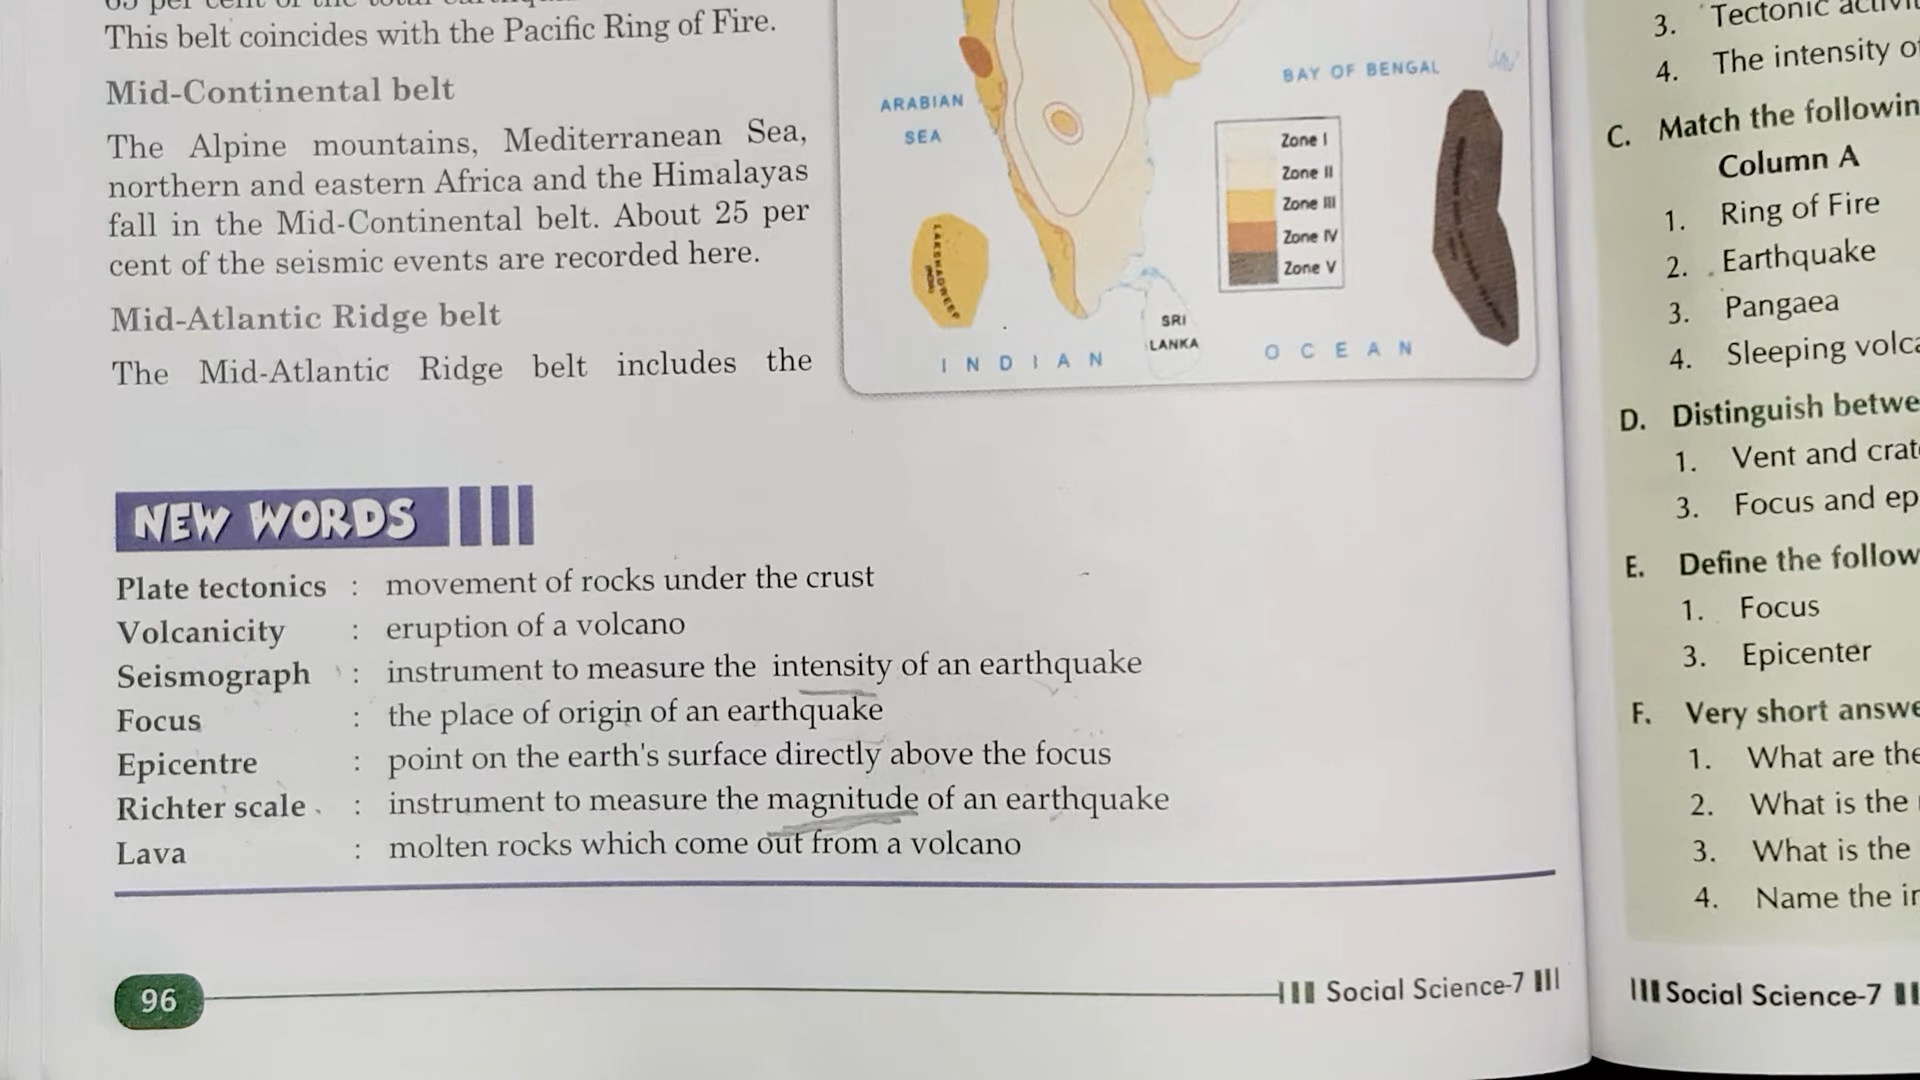 This belt coincides with the Pacific Ring of Fire.
Mid-Continental belt
The Alpine mountains, Mediterranean Sea,
northern and eastern Africa and the Himalayas
fall in the Mid-Continental belt. About 25 per
cent of the seismic events are recorded here.
Mid-Atlantic Ridge belt
The Mid-Atlantic Ridge belt includes the
ARABIAN
SEA
BAY OF BENGAL
Zone I
Zone II
Zone III
Zone IV
Zone V
LAKSHADWEEP
(INDIA)
SRI
LANKA
INDIAN OCEAN
NEW WORDS
Plate tectonics : movement of rocks under the crust
Volcanicity : eruption of a volcano
Seismograph : instrument to measure the intensity of an earthquake
Focus : the place of origin of an earthquake
Epicentre : point on the earth's surface directly above the focus
Richter scale : instrument to measure the magnitude of an earthquake
Lava : molten rocks which come out from a volcano
96
Social Science-7
3. Tectonic
4. The intensity
C. Match the
Column A
1. Ring of Fire
2. Earthquake
3. Pangaea
4. Sleeping
D. Distinguish
1. Vent and
3. Focus and
E. Define the
1. Focus
3. Epicenter
F. Very short
1. What are the
2. What is the
3. What is the
4. Name the
Social Science-7